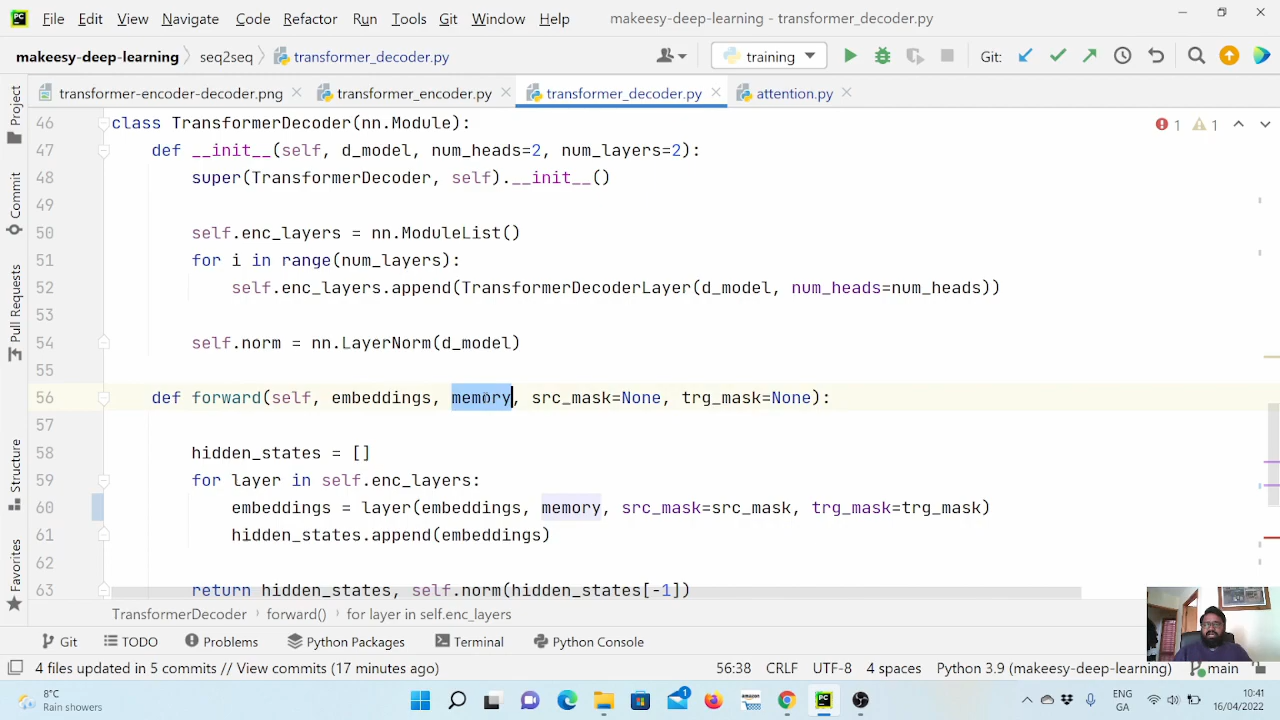 File Edit View Navigate Code Refactor Run Tools Git Window Help makeesy-deep-learning - transformer_decoder.py
makeesy-deep-learning seq2seq transformer_decoder.py training Git:
transformer-encoder-decoder.png transformer_encoder.py transformer_decoder.py attention.py
Project
Commit
Pull Requests
Structure
Favorites
46 class TransformerDecoder(nn.Module): 1 1
47 def __init__(self, d_model, num_heads=2, num_layers=2):
48 super(TransformerDecoder, self).__init__()
49
50 self.enc_layers = nn.ModuleList()
51 for i in range(num_layers):
52 self.enc_layers.append(TransformerDecoderLayer(d_model, num_heads=num_heads))
53
54 self.norm = nn.LayerNorm(d_model)
55
56 def forward(self, embeddings, memory, src_mask=None, trg_mask=None):
57
58 hidden_states = []
59 for layer in self.enc_layers:
60 embeddings = layer(embeddings, memory, src_mask=src_mask, trg_mask=trg_mask)
61 hidden_states.append(embeddings)
62
63 return hidden_states, self.norm(hidden_states[-1])
TransformerDecoder forward() for layer in self.enc_layers
Git TODO Problems Python Packages Terminal Python Console
4 files updated in 5 commits // View commits (17 minutes ago) 56:38 CRLF UTF-8 4 spaces Python 3.9 (makeesy-deep-learning) main
8°C
Rain showers
ENG
GA
10:41
16/04/2022